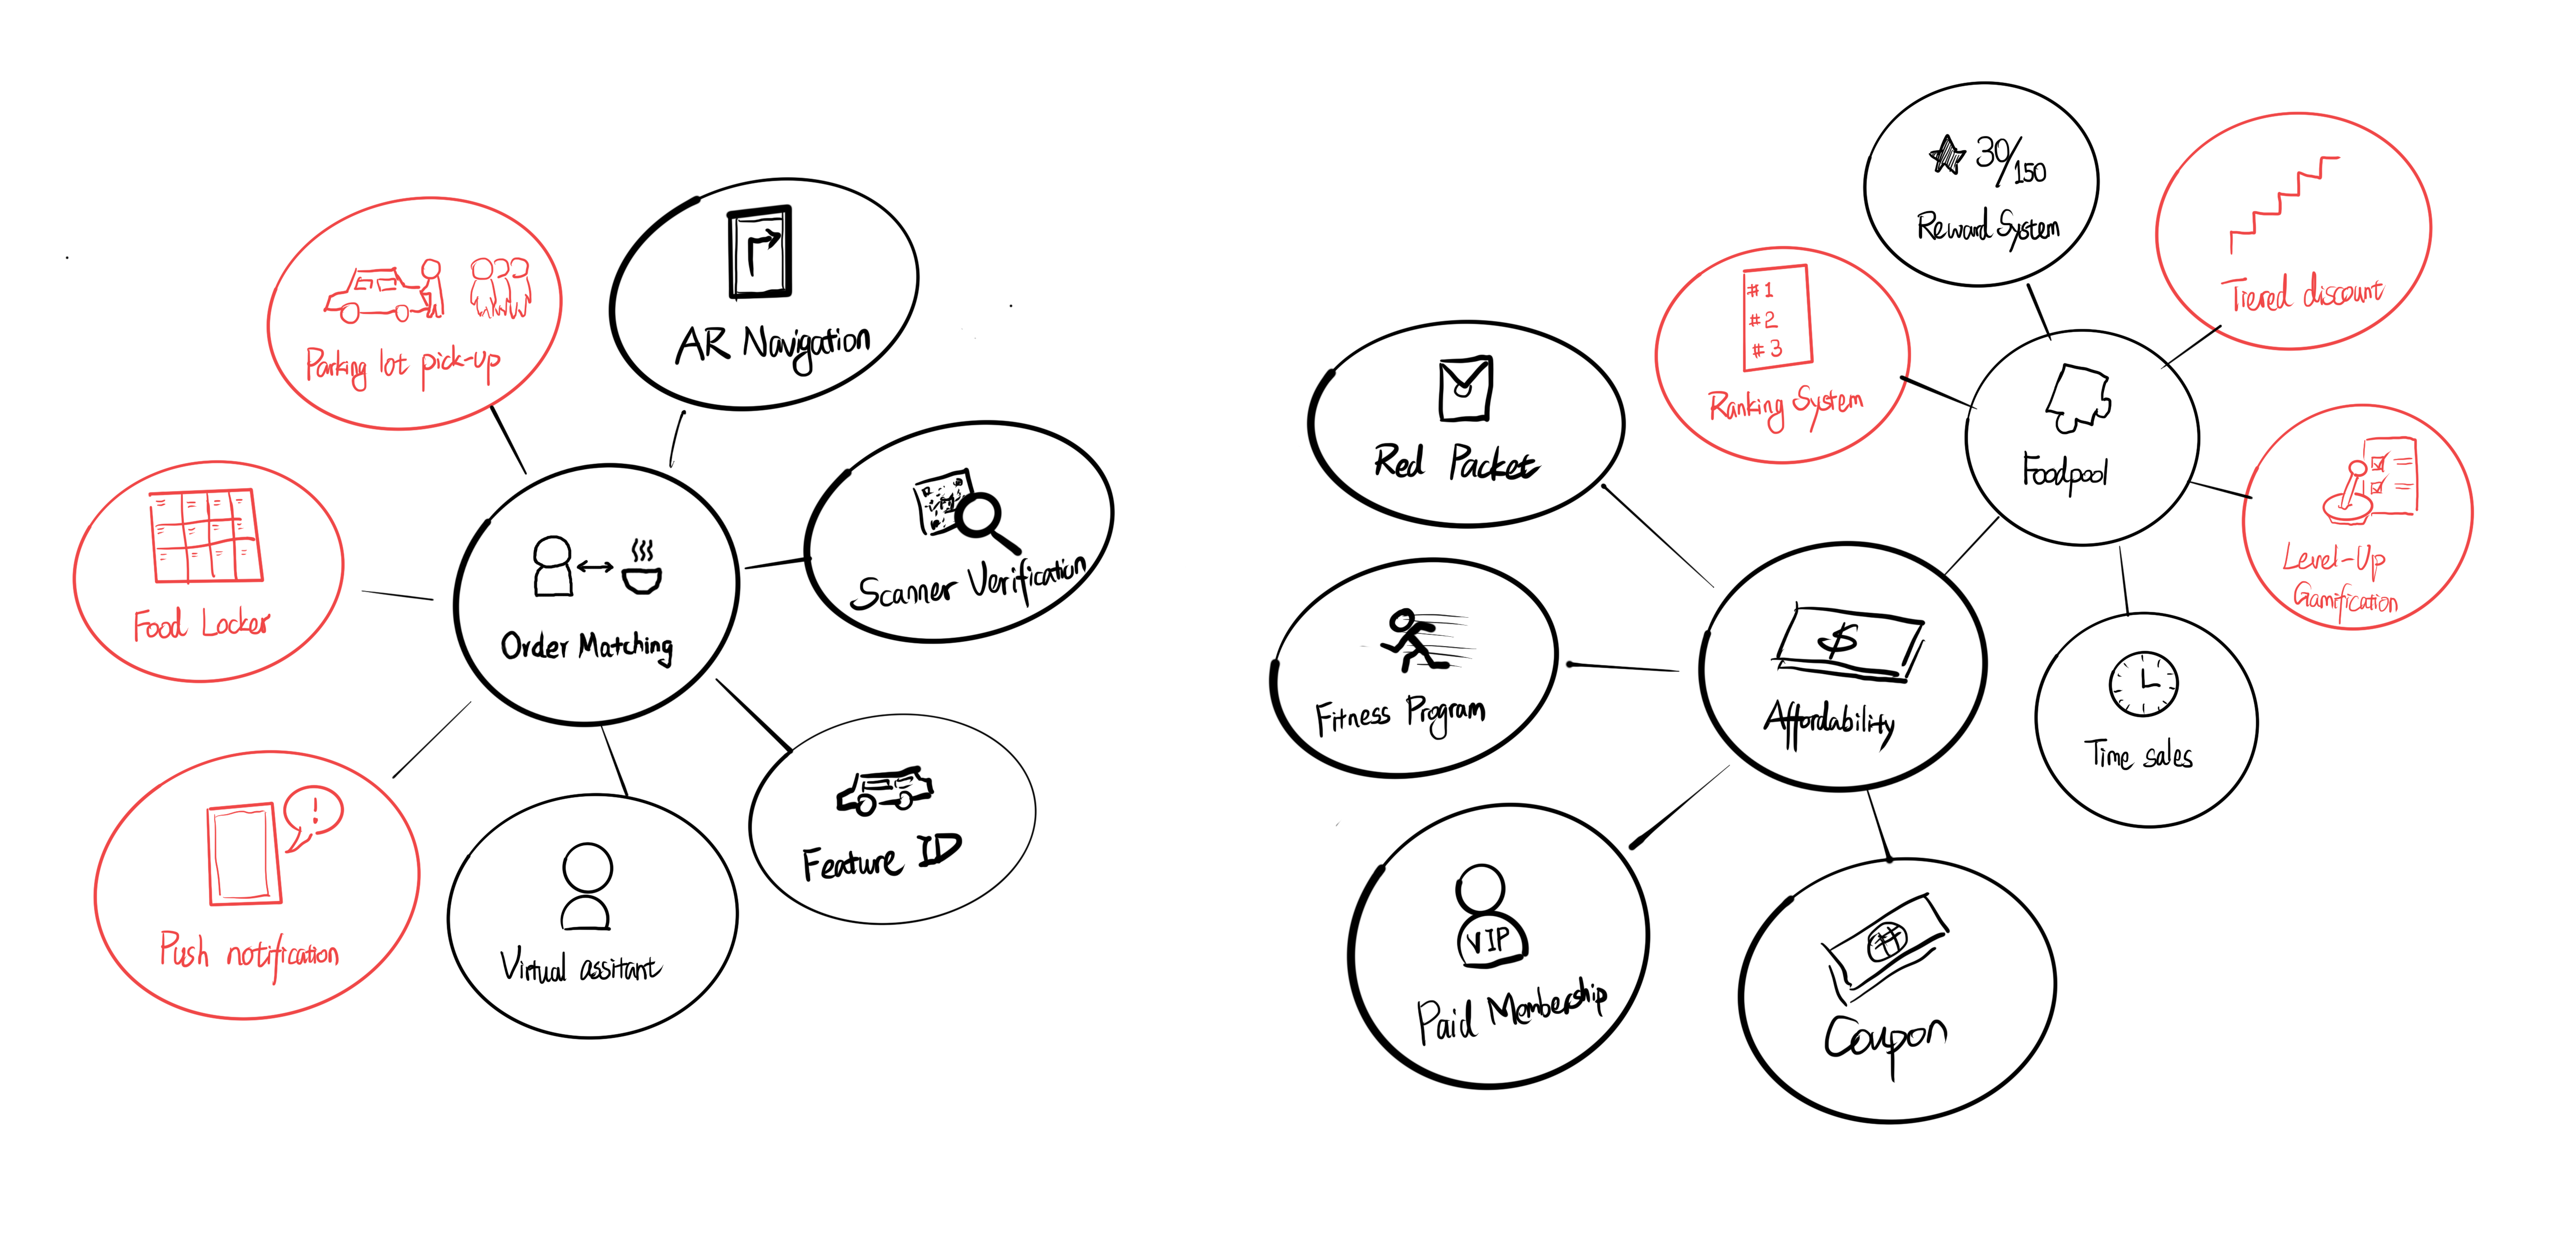 Parking lot pick-up
AR Navigation
Scanner Verification
Food Locker
Order Matching
Feature ID
Push notification
Virtual assitant
30/150
Reward System
Tiered discount
#1
#2
#3
Ranking System
Red Packet
Foodpool
Level-Up
Gamification
Fitness Program
$
Affordability
Time sales
VIP
Paid Membership
Coupon
!